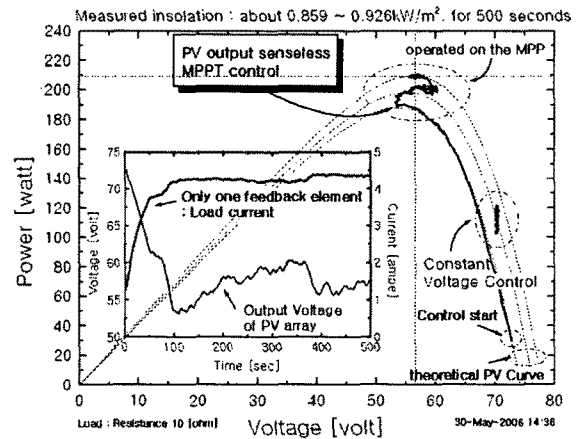 Measured insolation : about 0.859 ~ 0.926kW/m², for 500 seconds
PV output senseless
MPPT control
operated on the MPP
Only one feedback element
: Load current
Output Voltage
of PV array
Constant
Voltage Control
Control start
theoretical PV Curve
Power [watt]
240
220
200
180
160
140
120
100
80
60
40
20
0
Voltage [volt]
75
70
65
60
55
50
Current [ampe]
5
4
3
2
1
0
0
100
200
300
400
500
Time [sec]
0
10
20
30
40
50
60
70
80
Load : Resistance 10 [ohm]
Voltage [volt]
30-May-2006 14:36